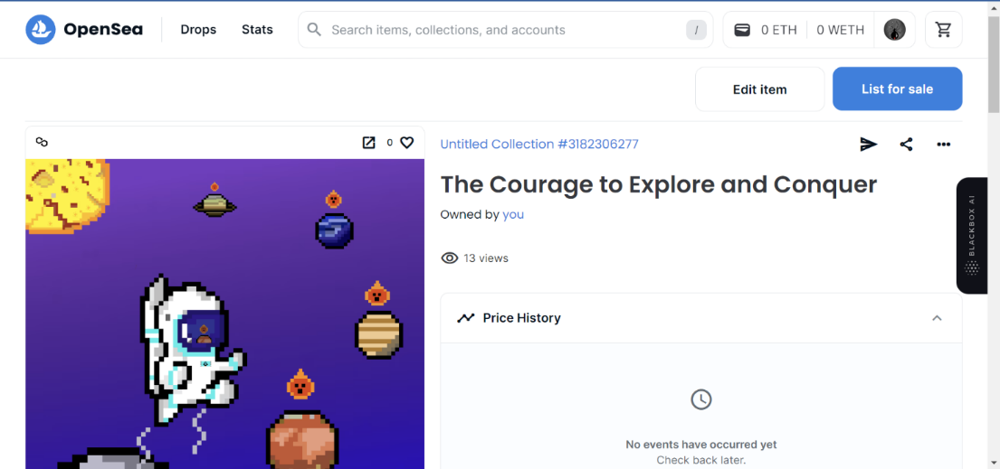 OpenSea
Drops
Stats
Search items, collections, and accounts
/
0 ETH
0 WETH
Edit item
List for sale
0
Untitled Collection #3182306277
The Courage to Explore and Conquer
Owned by you
13 views
BLACKBOX AI
Price History
No events have occurred yet
Check back later.